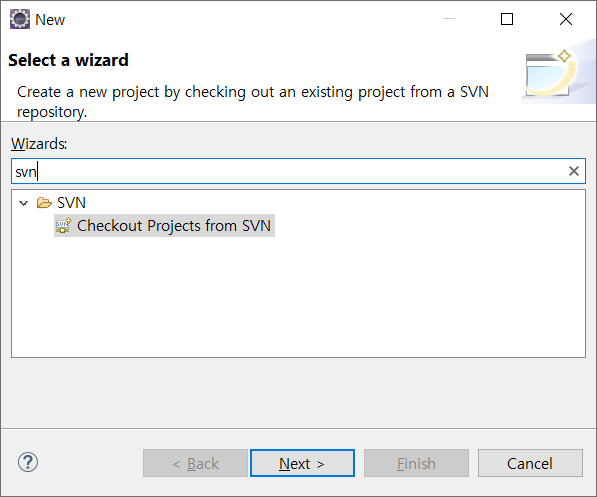 New
Select a wizard
Create a new project by checking out an existing project from a SVN
repository.
Wizards:
svn
SVN
Checkout Projects from SVN
< Back
Next >
Finish
Cancel